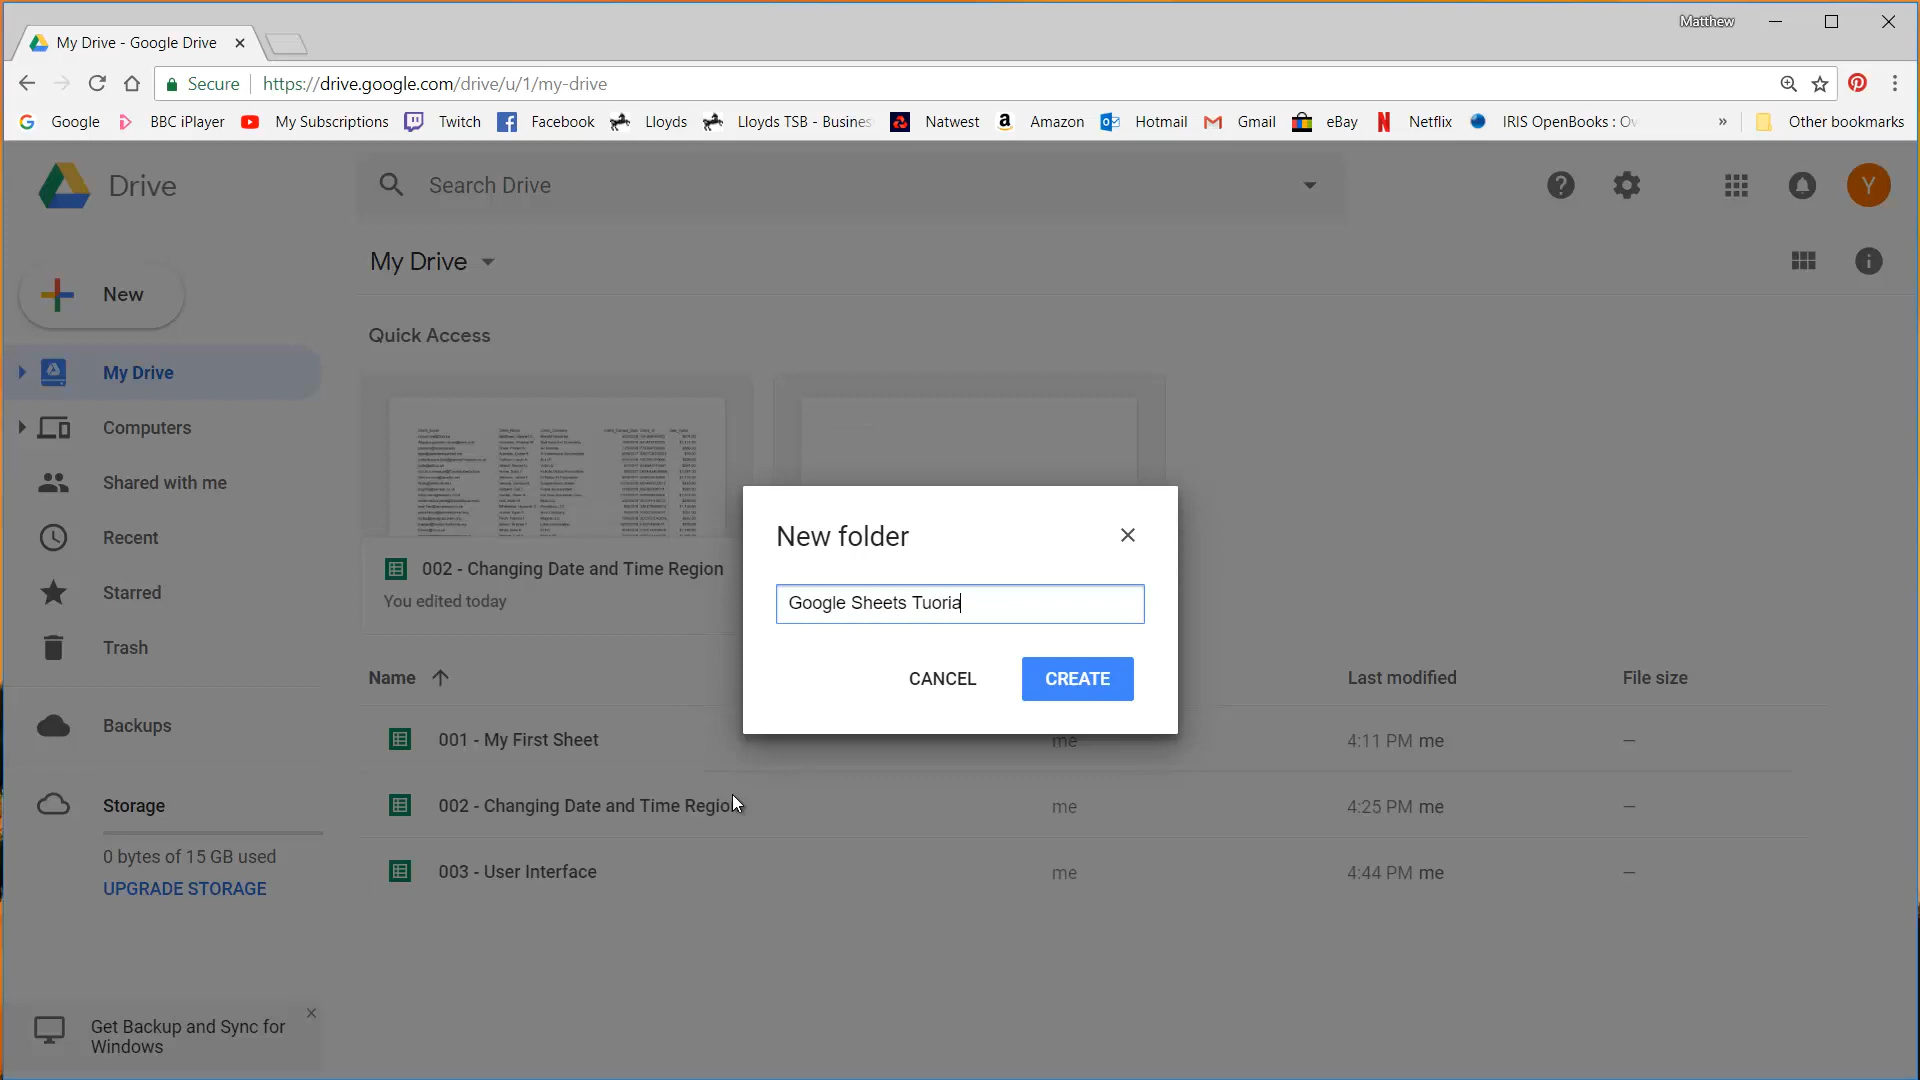 Matthew
My Drive - Google Drive
Secure https://drive.google.com/drive/u/1/my-drive
Google BBC iPlayer My Subscriptions Twitch Facebook Lloyds Lloyds TSB - Busines Natwest Amazon Hotmail Gmail eBay Netflix IRIS OpenBooks : Ov » Other bookmarks
Drive Search Drive Y
My Drive
New
Quick Access
My Drive
Computers
Shared with me
Recent
Starred
Trash
Backups
Storage
0 bytes of 15 GB used
UPGRADE STORAGE
Get Backup and Sync for
Windows
002 - Changing Date and Time Region
You edited today
New folder
Google Sheets Tuoria
CANCEL CREATE
Name Last modified File size
001 - My First Sheet me 4:11 PM me —
002 - Changing Date and Time Region me 4:25 PM me —
003 - User Interface me 4:44 PM me —